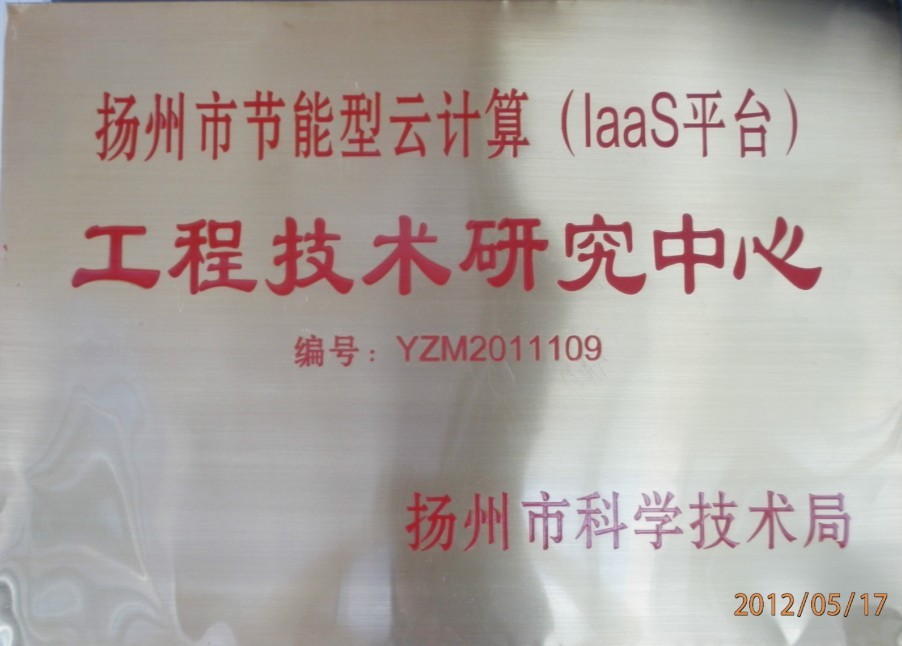 扬州市节能型云计算（IaaS平台）
工程技术研究中心
编号：YZM2011109
扬州市科学技术局
2012/05/17